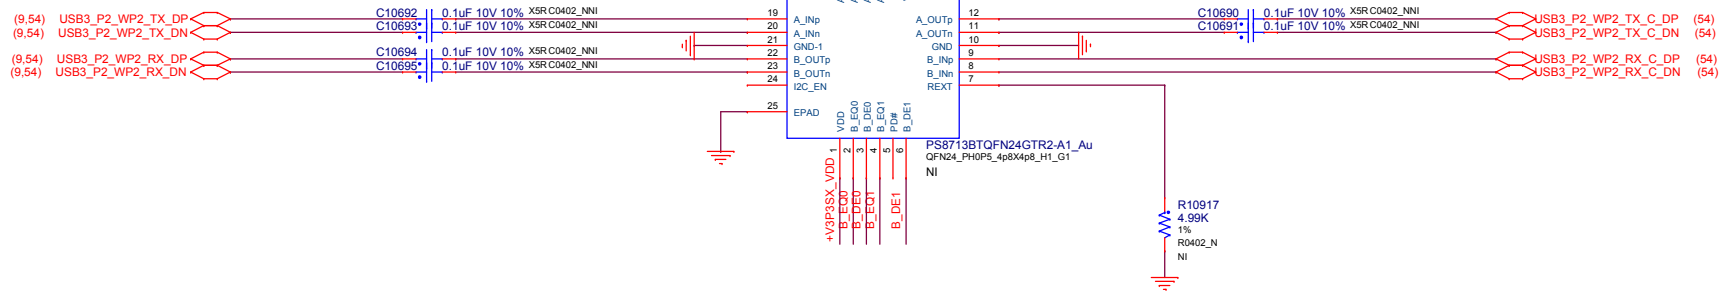 (9,54) USB3_P2_WP2_TX_DP C10692 0.1uF 10V 10% X5R C0402_NNI 19 A_INp A_OUTp 12 C10690 0.1uF 10V 10% X5R C0402_NNI USB3_P2_WP2_TX_C_DP (54)
(9,54) USB3_P2_WP2_TX_DN C10693 0.1uF 10V 10% X5R C0402_NNI 20 A_INn A_OUTn 11 C10691 0.1uF 10V 10% X5R C0402_NNI USB3_P2_WP2_TX_C_DN (54)
21 GND-1 GND 10
(9,54) USB3_P2_WP2_RX_DP C10694 0.1uF 10V 10% X5R C0402_NNI 22 B_OUTp B_INp 9 USB3_P2_WP2_RX_C_DP (54)
(9,54) USB3_P2_WP2_RX_DN C10695 0.1uF 10V 10% X5R C0402_NNI 23 B_OUTn B_INn 8 USB3_P2_WP2_RX_C_DN (54)
24 I2C_EN REXT 7
25 EPAD
VDD
B_EQ0
B_DE0
B_EQ1
PD#
B_DE1
1
2
3
4
5
6
PS8713BTQFN24GTR2-A1_Au
QFN24_PH0P5_4p8X4p8_H1_G1
NI
+V3P3SX_VDD
B_EQ0
B_DE0
B_EQ1
B_DE1
R10917
4.99K
1%
R0402_N
NI